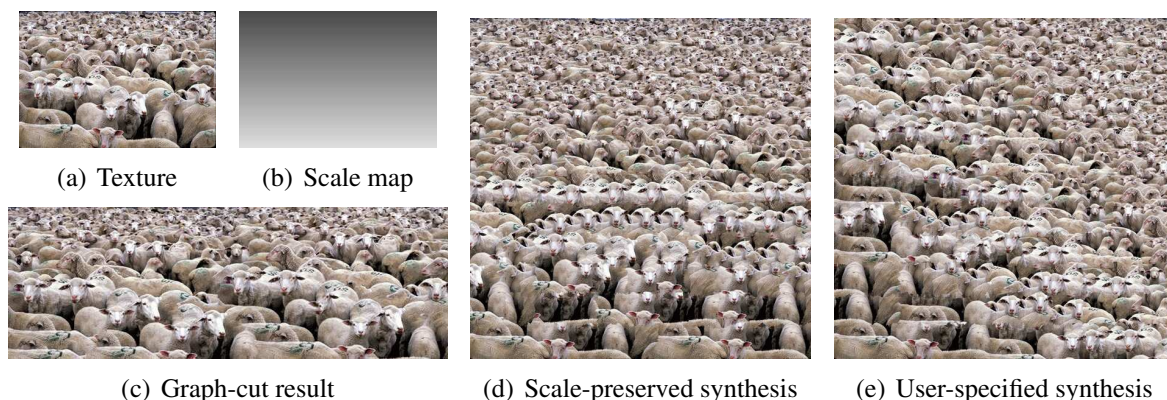 (a) Texture
(b) Scale map
(c) Graph-cut result
(d) Scale-preserved synthesis
(e) User-specified synthesis